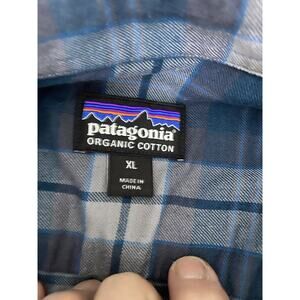 patagonia
ORGANIC COTTON
XL
MADE IN
CHINA